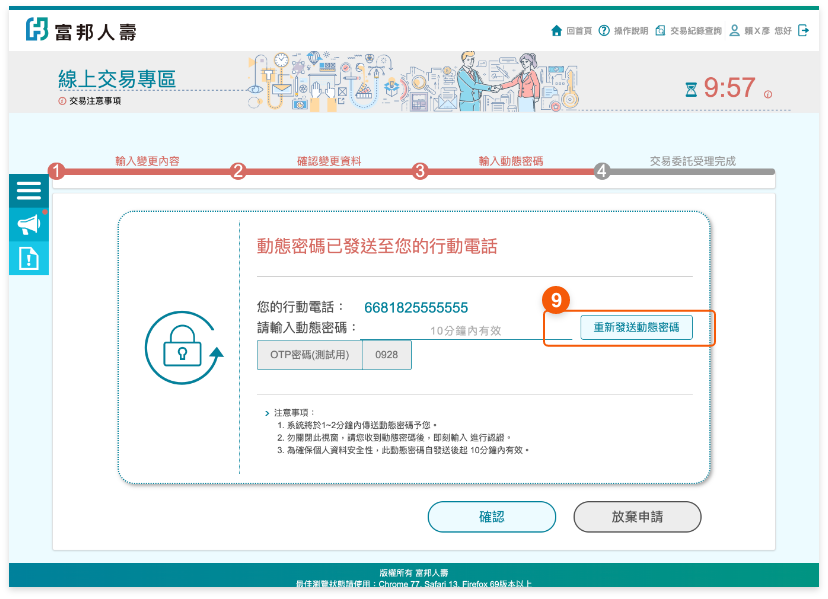 富邦人壽
回首頁 操作說明 交易紀錄查詢 賴X彥 您好
線上交易專區
交易注意事項
9:57
輸入變更內容 確認變更資料 輸入動態密碼 交易委託受理完成
1 2 3 4
動態密碼已發送至您的行動電話
9
您的行動電話： 6681825555555
請輸入動態密碼： 10分鐘內有效 重新發送動態密碼
OTP密碼(測試用) 0928
注意事項：
1. 系統將於1~2分鐘內傳送動態密碼予您。
2. 勿關閉此視窗，請您收到動態密碼後，即刻輸入 進行認證。
3. 為確保個人資料安全性，此動態密碼自發送後起 10分鐘內有效。
確認 放棄申請
版權所有 富邦人壽
最佳瀏覽狀態請使用：Chrome 77, Safari 13, Firefox 69版本以上